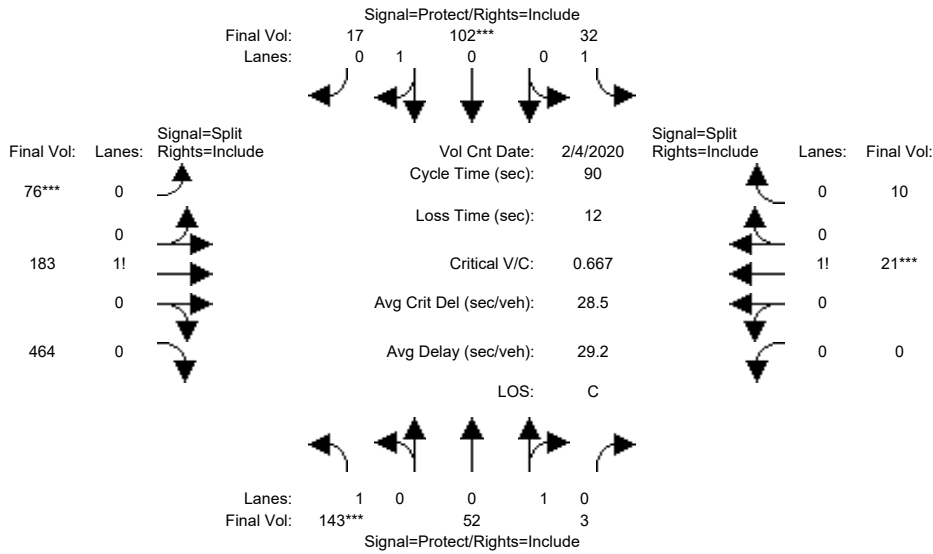 Signal=Protect/Rights=Include
Final Vol: 17 102*** 32
Lanes: 0 1 0 0 1
Signal=Split Signal=Split
Final Vol: Lanes: Rights=Include Vol Cnt Date: 2/4/2020 Rights=Include Lanes: Final Vol:
Cycle Time (sec): 90
76*** 0 0 10
Loss Time (sec): 12
0 0
183 1! Critical V/C: 0.667 1! 21***
0 Avg Crit Del (sec/veh): 28.5 0
464 0 Avg Delay (sec/veh): 29.2 0 0
LOS: C
Lanes: 1 0 0 1 0
Final Vol: 143*** 52 3
Signal=Protect/Rights=Include